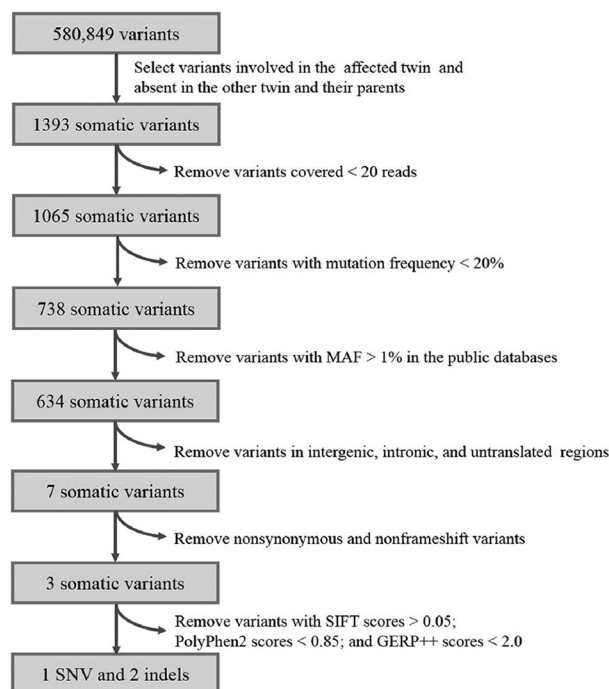 580,849 variants
Select variants involved in the affected twin and
absent in the other twin and their parents
1393 somatic variants
Remove variants covered < 20 reads
1065 somatic variants
Remove variants with mutation frequency < 20%
738 somatic variants
Remove variants with MAF > 1% in the public databases
634 somatic variants
Remove variants in intergenic, intronic, and untranslated regions
7 somatic variants
Remove nonsynonymous and nonframeshift variants
3 somatic variants
Remove variants with SIFT scores > 0.05;
PolyPhen2 scores < 0.85; and GERP++ scores < 2.0
1 SNV and 2 indels